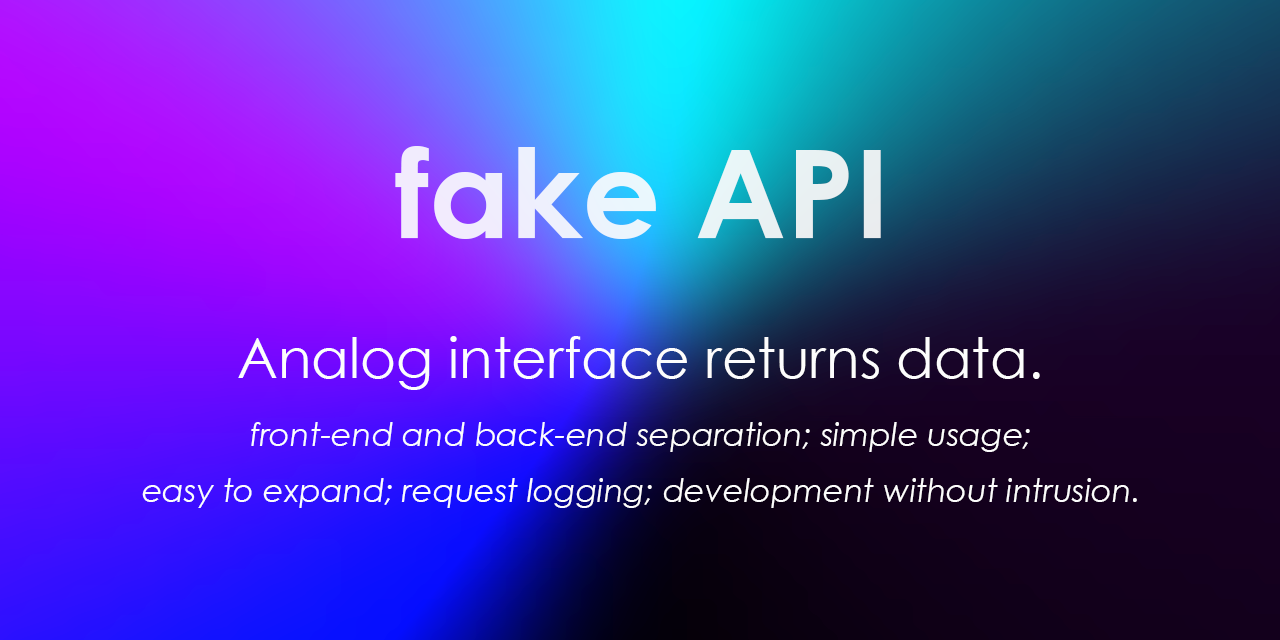 fake API
Analog interface returns data.
front-end and back-end separation; simple usage;
easy to expand; request logging; development without intrusion.